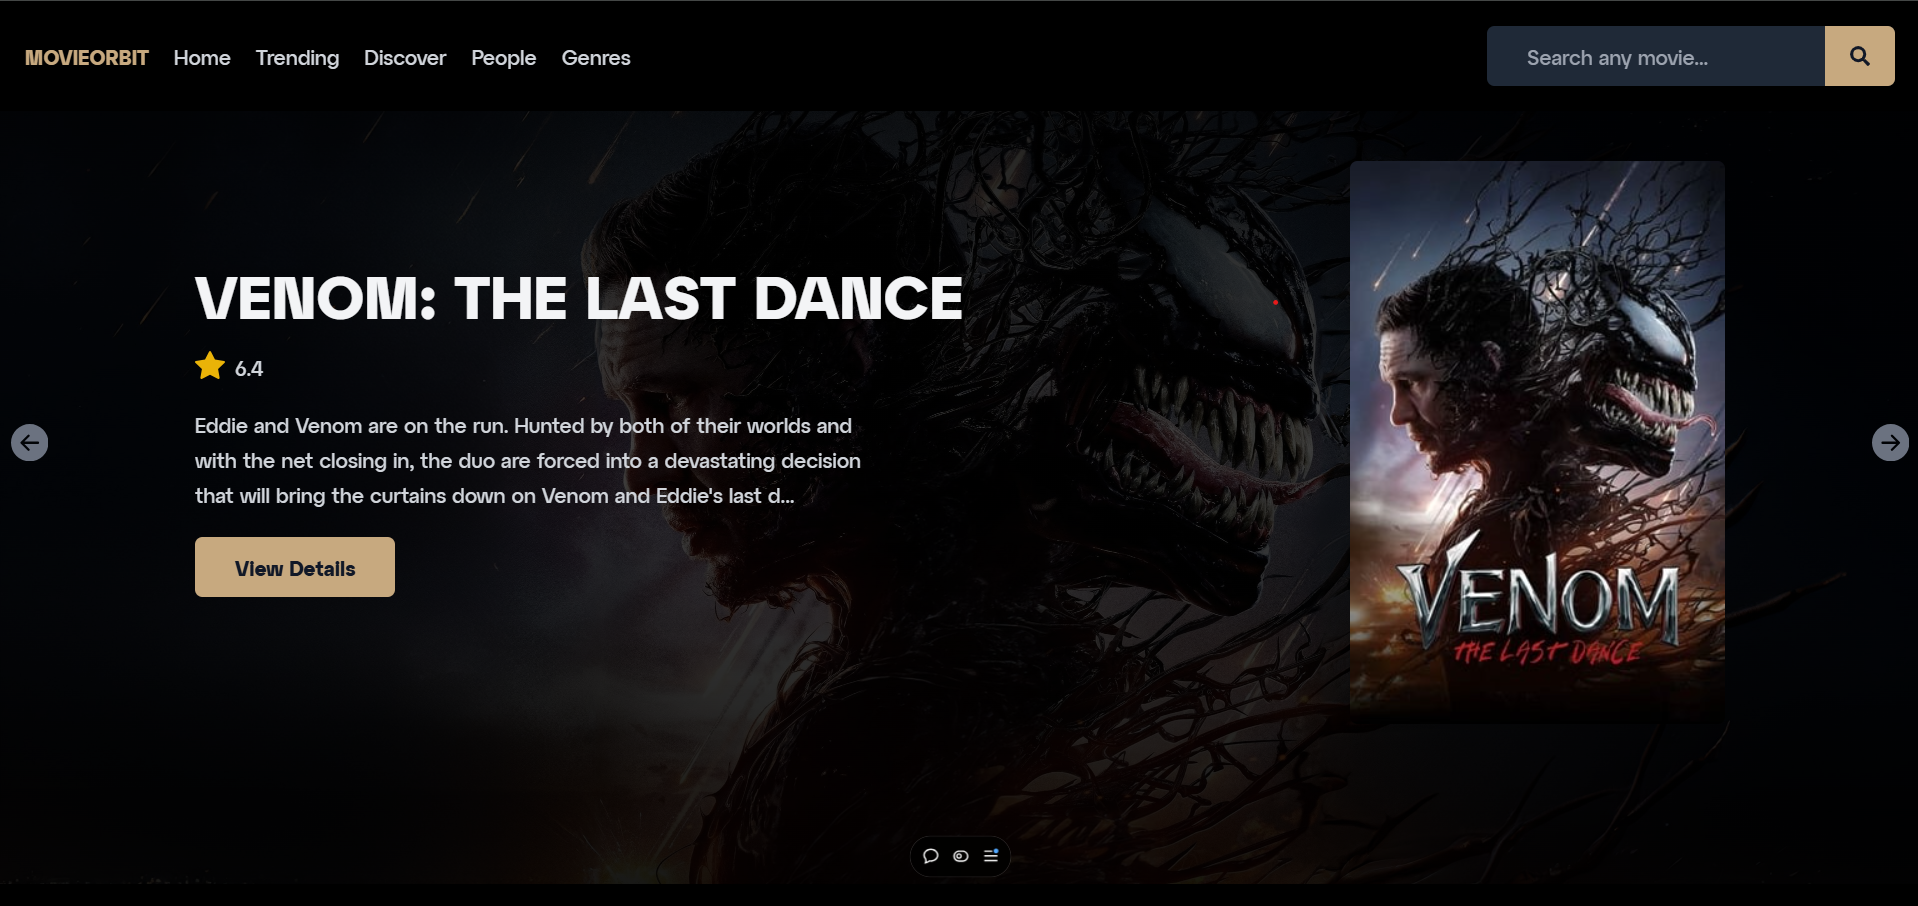 MOVIEORBIT Home Trending Discover People Genres
Search any movie...
VENOM: THE LAST DANCE
6.4
Eddie and Venom are on the run. Hunted by both of their worlds and
with the net closing in, the duo are forced into a devastating decision
that will bring the curtains down on Venom and Eddie's last d...
View Details
VENOM
THE LAST DANCE